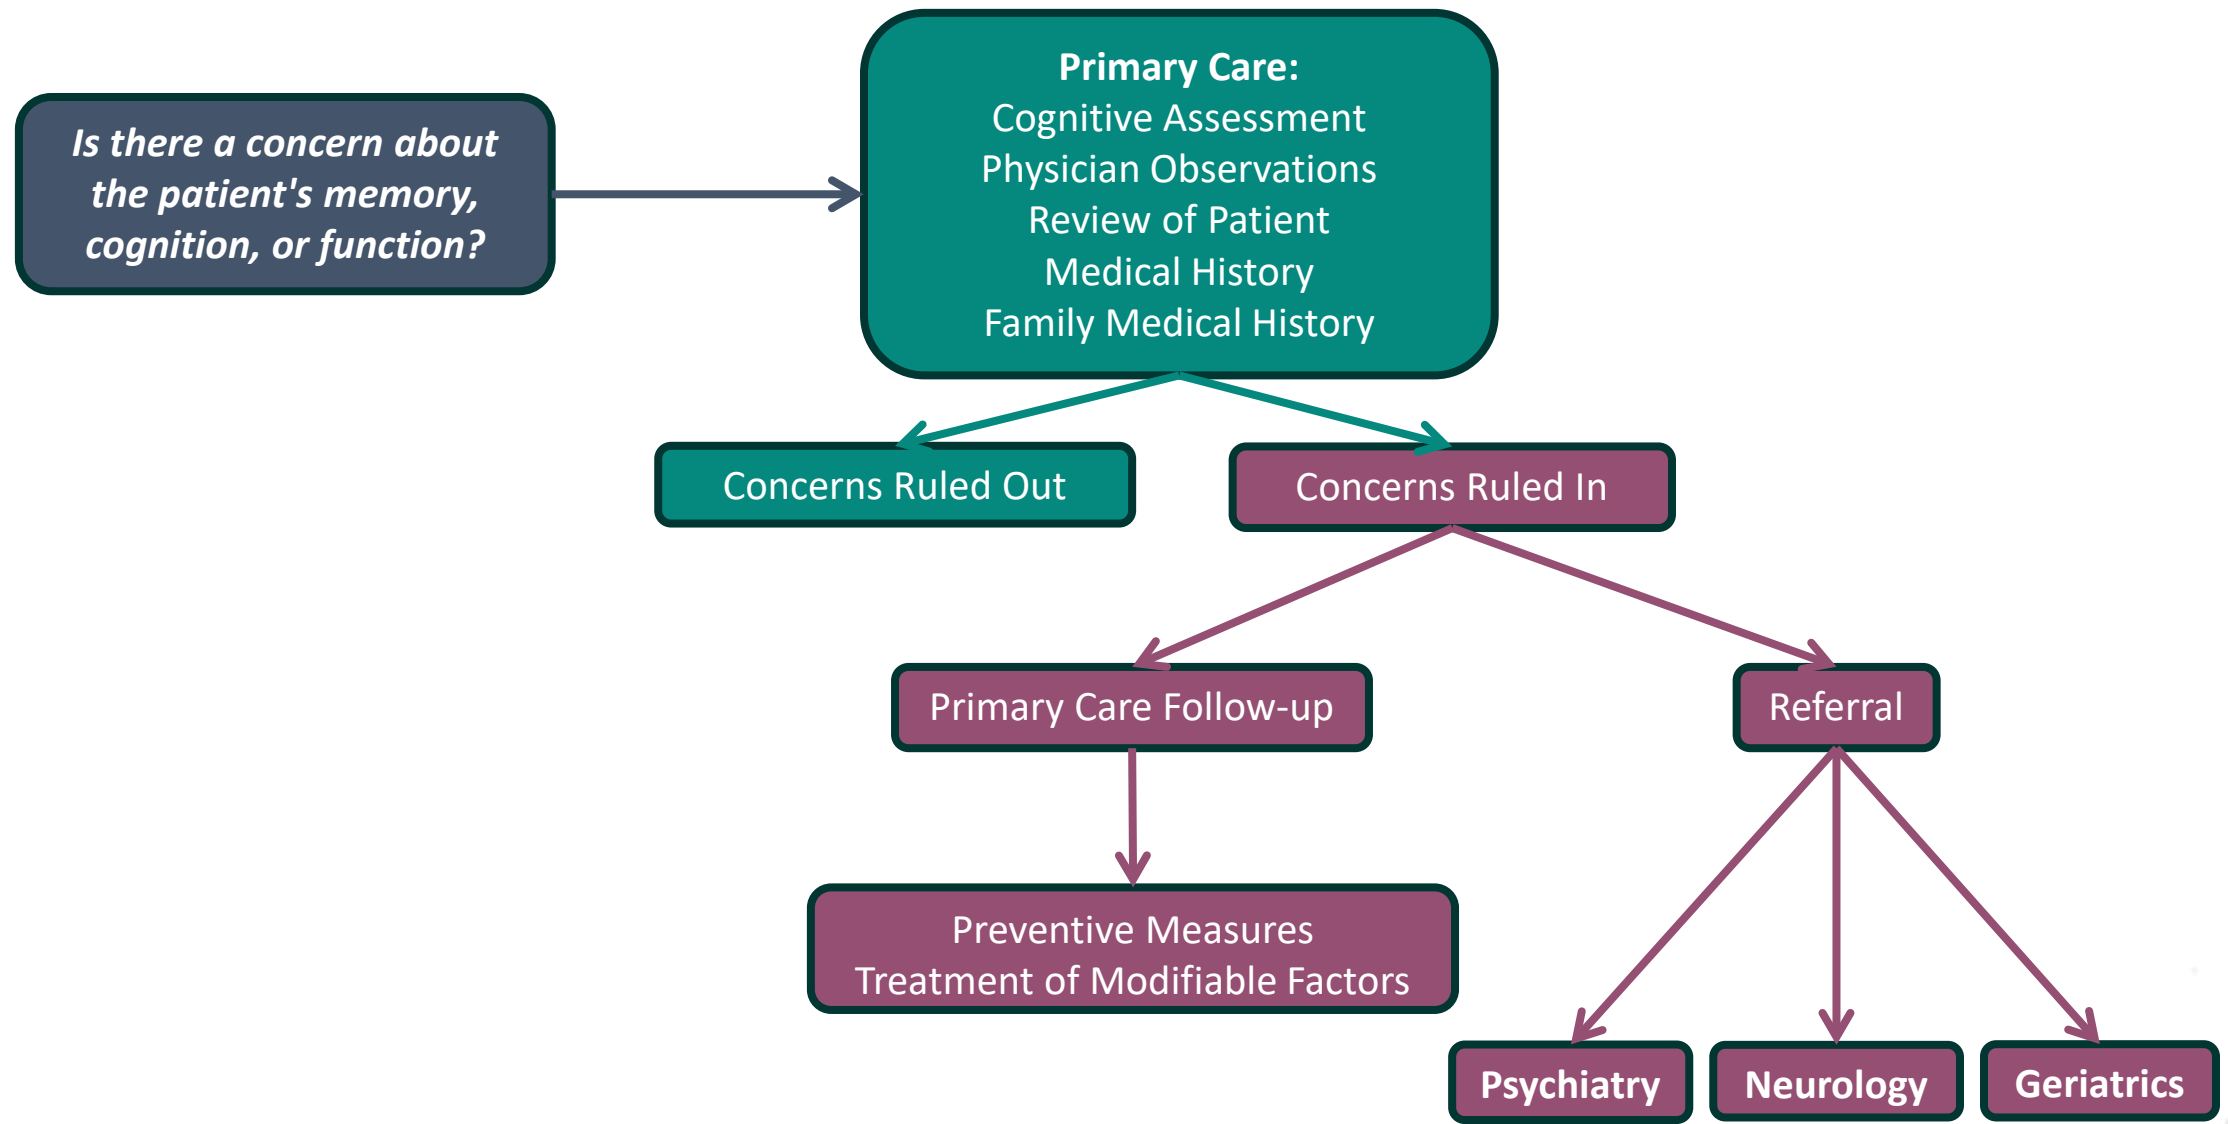 Is there a concern about
the patient's memory,
cognition, or function?
Primary Care:
Cognitive Assessment
Physician Observations
Review of Patient
Medical History
Family Medical History
Concerns Ruled Out
Concerns Ruled In
Primary Care Follow-up
Referral
Preventive Measures
Treatment of Modifiable Factors
Psychiatry
Neurology
Geriatrics